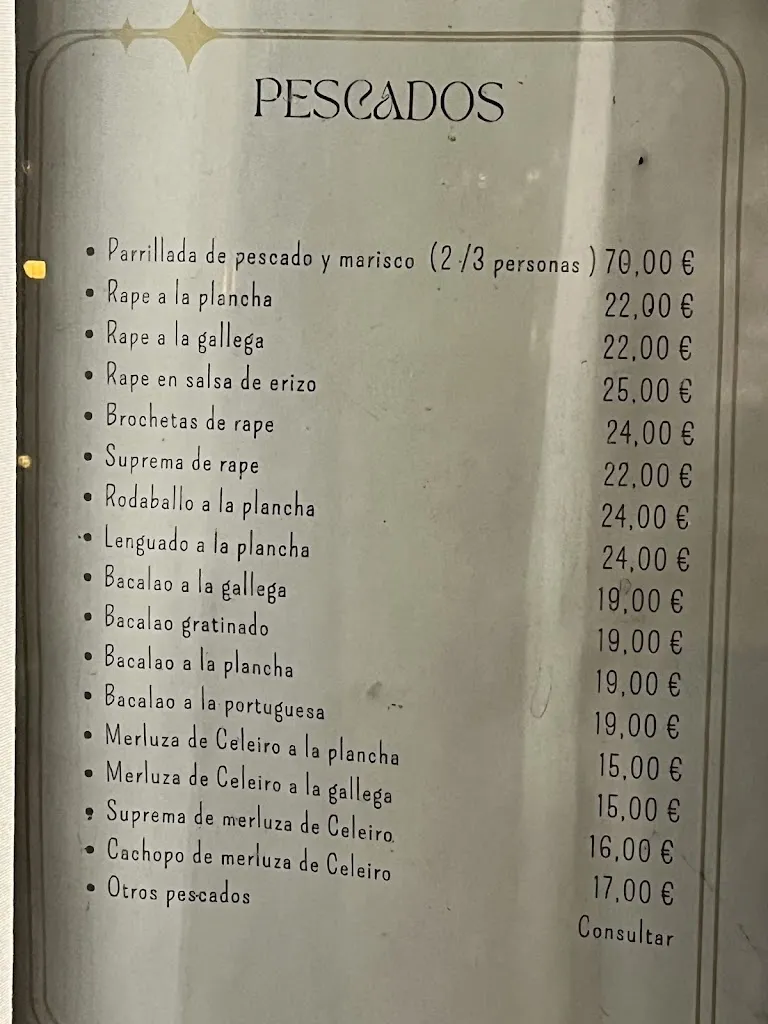 PESCADOS
• Parrillada de pescado y marisco (2 /3 personas ) 70,00 €
• Rape a la plancha 22,00 €
• Rape a la gallega 22,00 €
• Rape en salsa de erizo 25,00 €
• Brochetas de rape 24,00 €
• Suprema de rape 22,00 €
• Rodaballo a la plancha 24,00 €
• Lenguado a la plancha 24,00 €
• Bacalao a la gallega 19,00 €
• Bacalao gratinado 19,00 €
• Bacalao a la plancha 19,00 €
• Bacalao a la portuguesa 19,00 €
• Merluza de Celeiro a la plancha 15,00 €
• Merluza de Celeiro a la gallega 15,00 €
• Suprema de merluza de Celeiro 16,00 €
• Cachopo de merluza de Celeiro 17,00 €
• Otros pescados Consultar